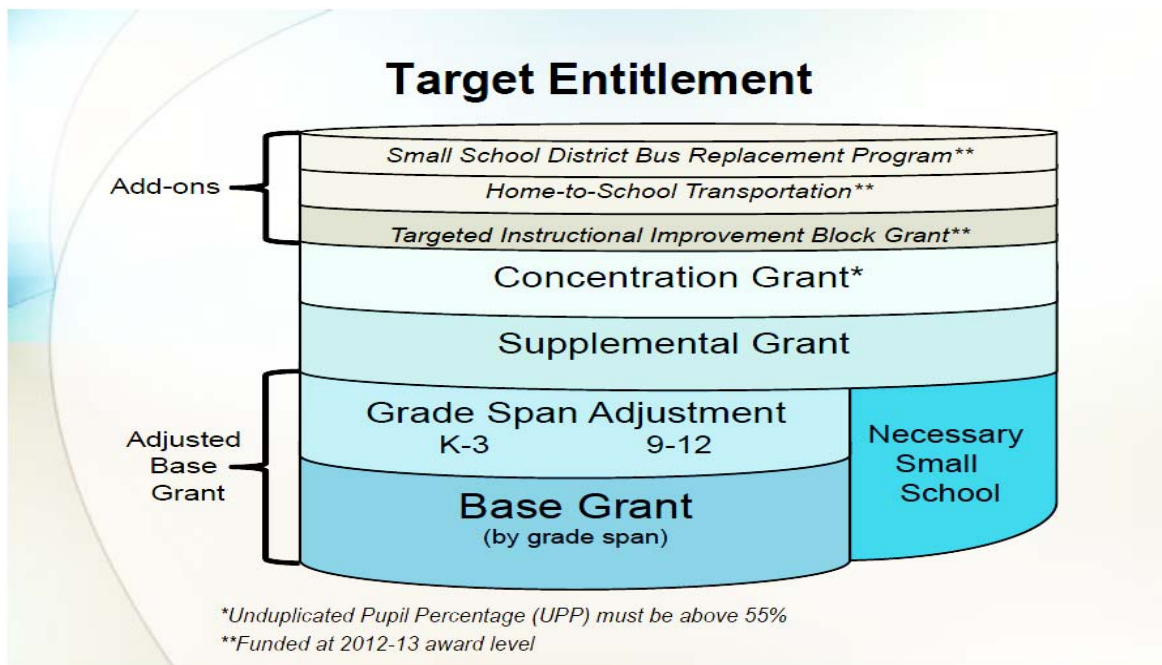 Target Entitlement
Add-ons
Small School District Bus Replacement Program**
Home-to-School Transportation**
Targeted Instructional Improvement Block Grant**
Concentration Grant*
Supplemental Grant
Adjusted
Base
Grant
Grade Span Adjustment
K-3 9-12
Necessary
Small
School
Base Grant
(by grade span)
*Unduplicated Pupil Percentage (UPP) must be above 55%
**Funded at 2012-13 award level